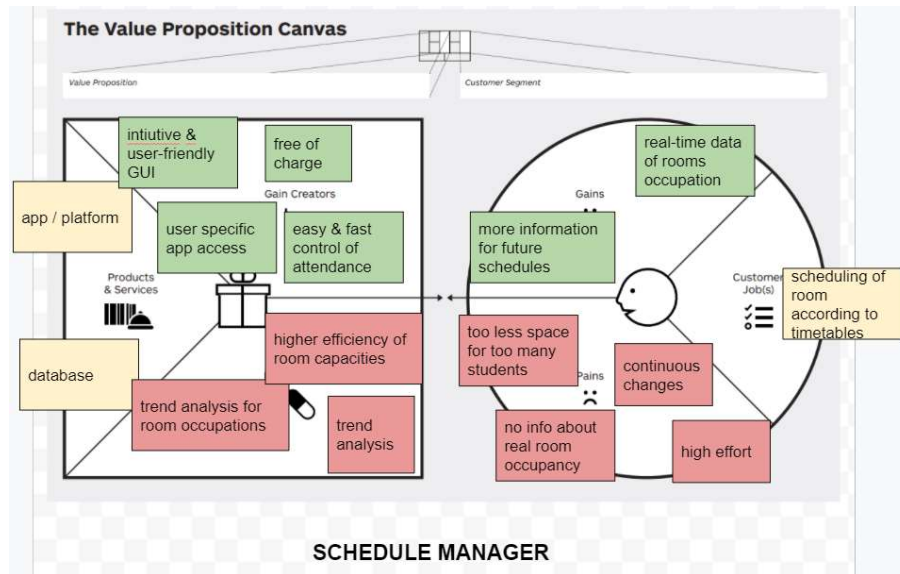 The Value Proposition Canvas
Value Proposition
Customer Segment
intiutive &
user-friendly
GUI
free of
charge
Gain Creators
app / platform
user specific
app access
easy & fast
control of
attendance
Products
& Services
higher efficiency of
room capacities
database
trend analysis for
room occupations
trend
analysis
real-time data
of rooms
occupation
Gains
more information
for future
schedules
Customer
Job(s)
scheduling of
room
according to
timetables
too less space
for too many
students
continuous
changes
Pains
no info about
real room
occupancy
high effort
SCHEDULE MANAGER